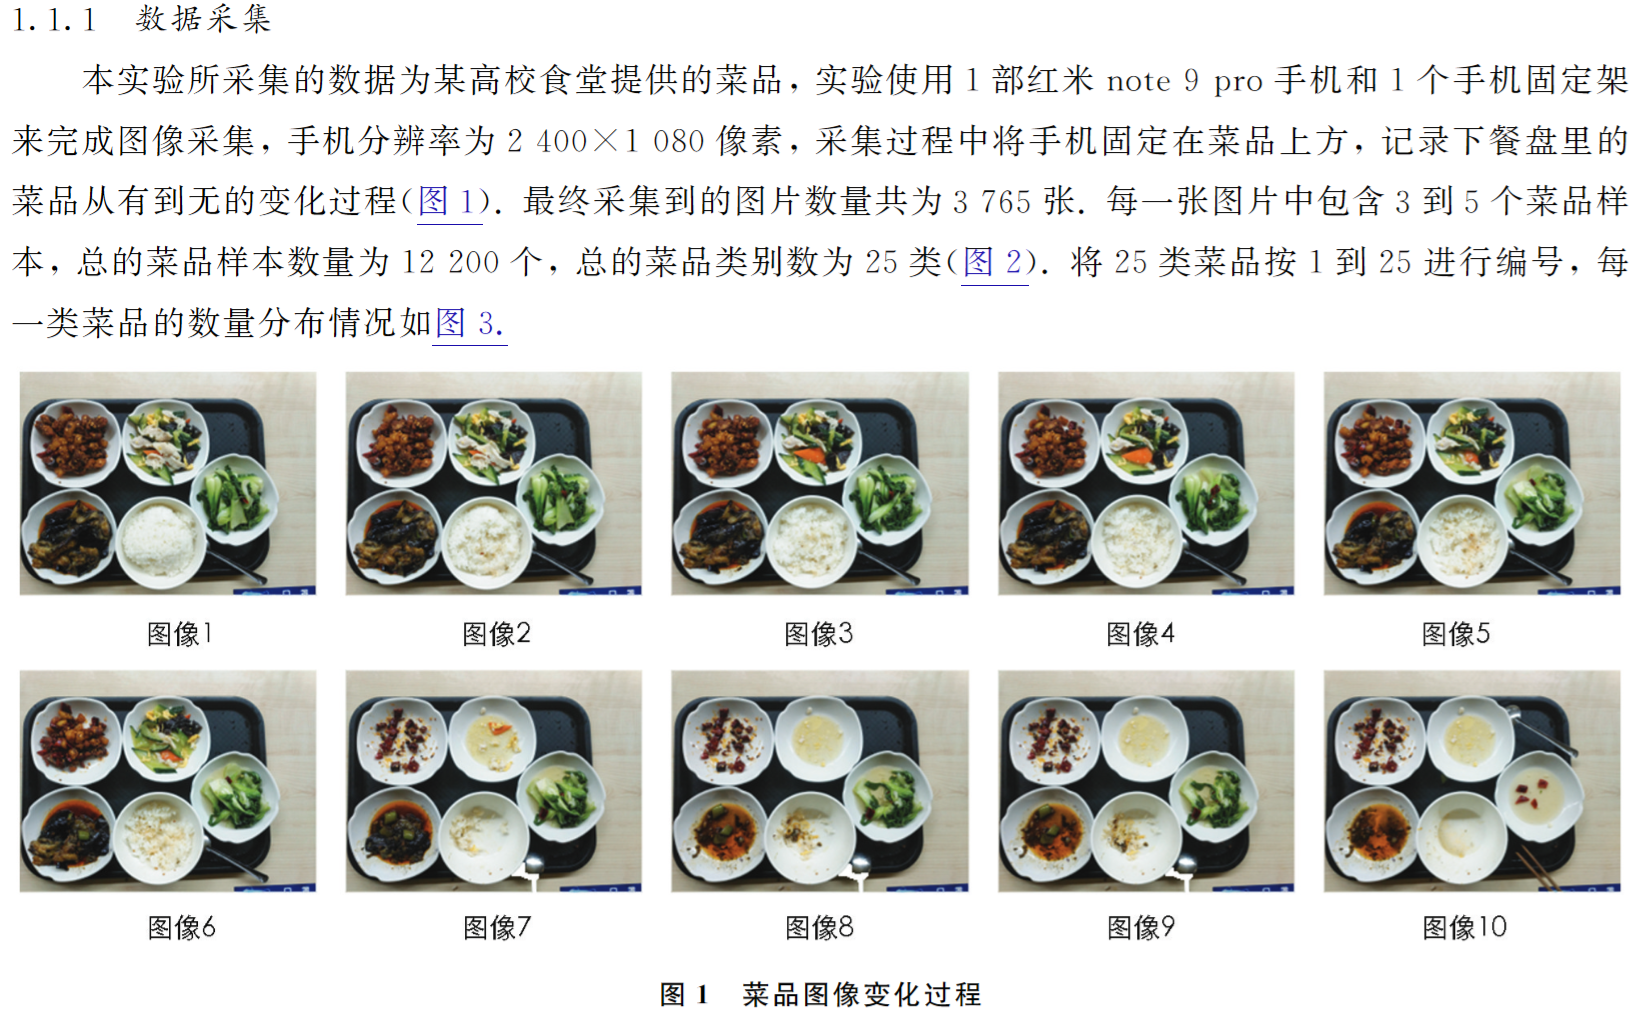 1.1.1 数据采集
本实验所采集的数据为某高校食堂提供的菜品，实验使用 1 部红米 note 9 pro 手机和 1 个手机固定架
来完成图像采集，手机分辨率为 2 400×1 080 像素，采集过程中将手机固定在菜品上方，记录下餐盘里的
菜品从有到无的变化过程(图 1). 最终采集到的图片数量共为 3 765 张. 每一张图片中包含 3 到 5 个菜品样
本，总的菜品样本数量为 12 200 个，总的菜品类别数为 25 类(图 2). 将 25 类菜品按 1 到 25 进行编号，每
一类菜品的数量分布情况如图 3.
图像1
图像2
图像3
图像4
图像5
图像6
图像7
图像8
图像9
图像10
图 1 菜品图像变化过程